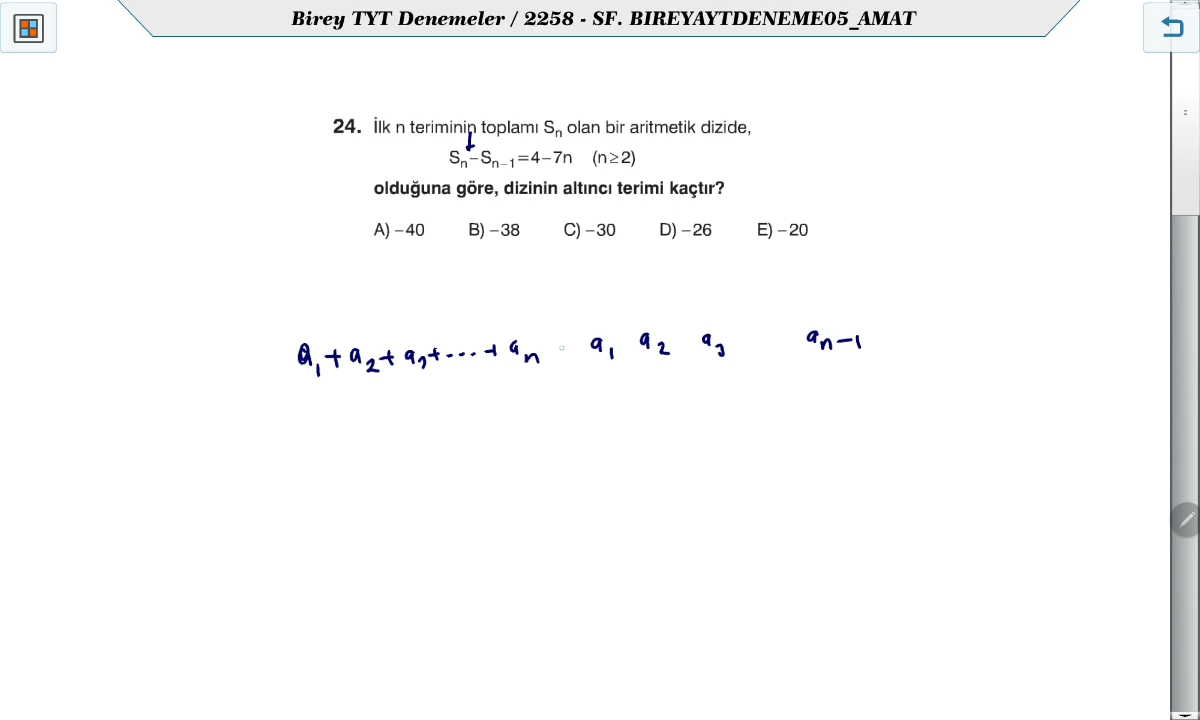 Birey TYT Denemeler / 2258 - SF. BIREYAYTDENEME05_AMAT
24. İlk n teriminin toplamı Sn olan bir aritmetik dizide,
Sn–Sn–1=4–7n (n≥2)
olduğuna göre, dizinin altıncı terimi kaçtır?
A) –40 B) –38 C) –30 D) –26 E) –20
a1+a2+a3+...+an a1 a2 a3 an-1